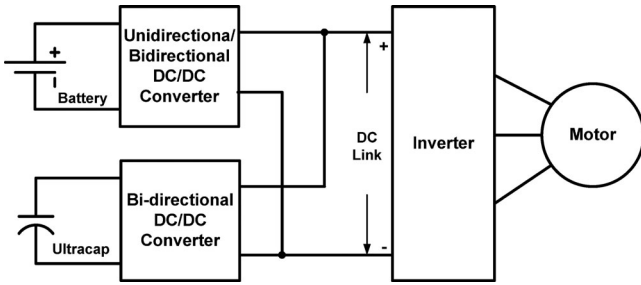 Unidirectiona/
Bidirectional
DC/DC
Converter
+
-
Battery
Bi-directional
DC/DC
Converter
Ultracap
+
DC
Link
-
Inverter
Motor